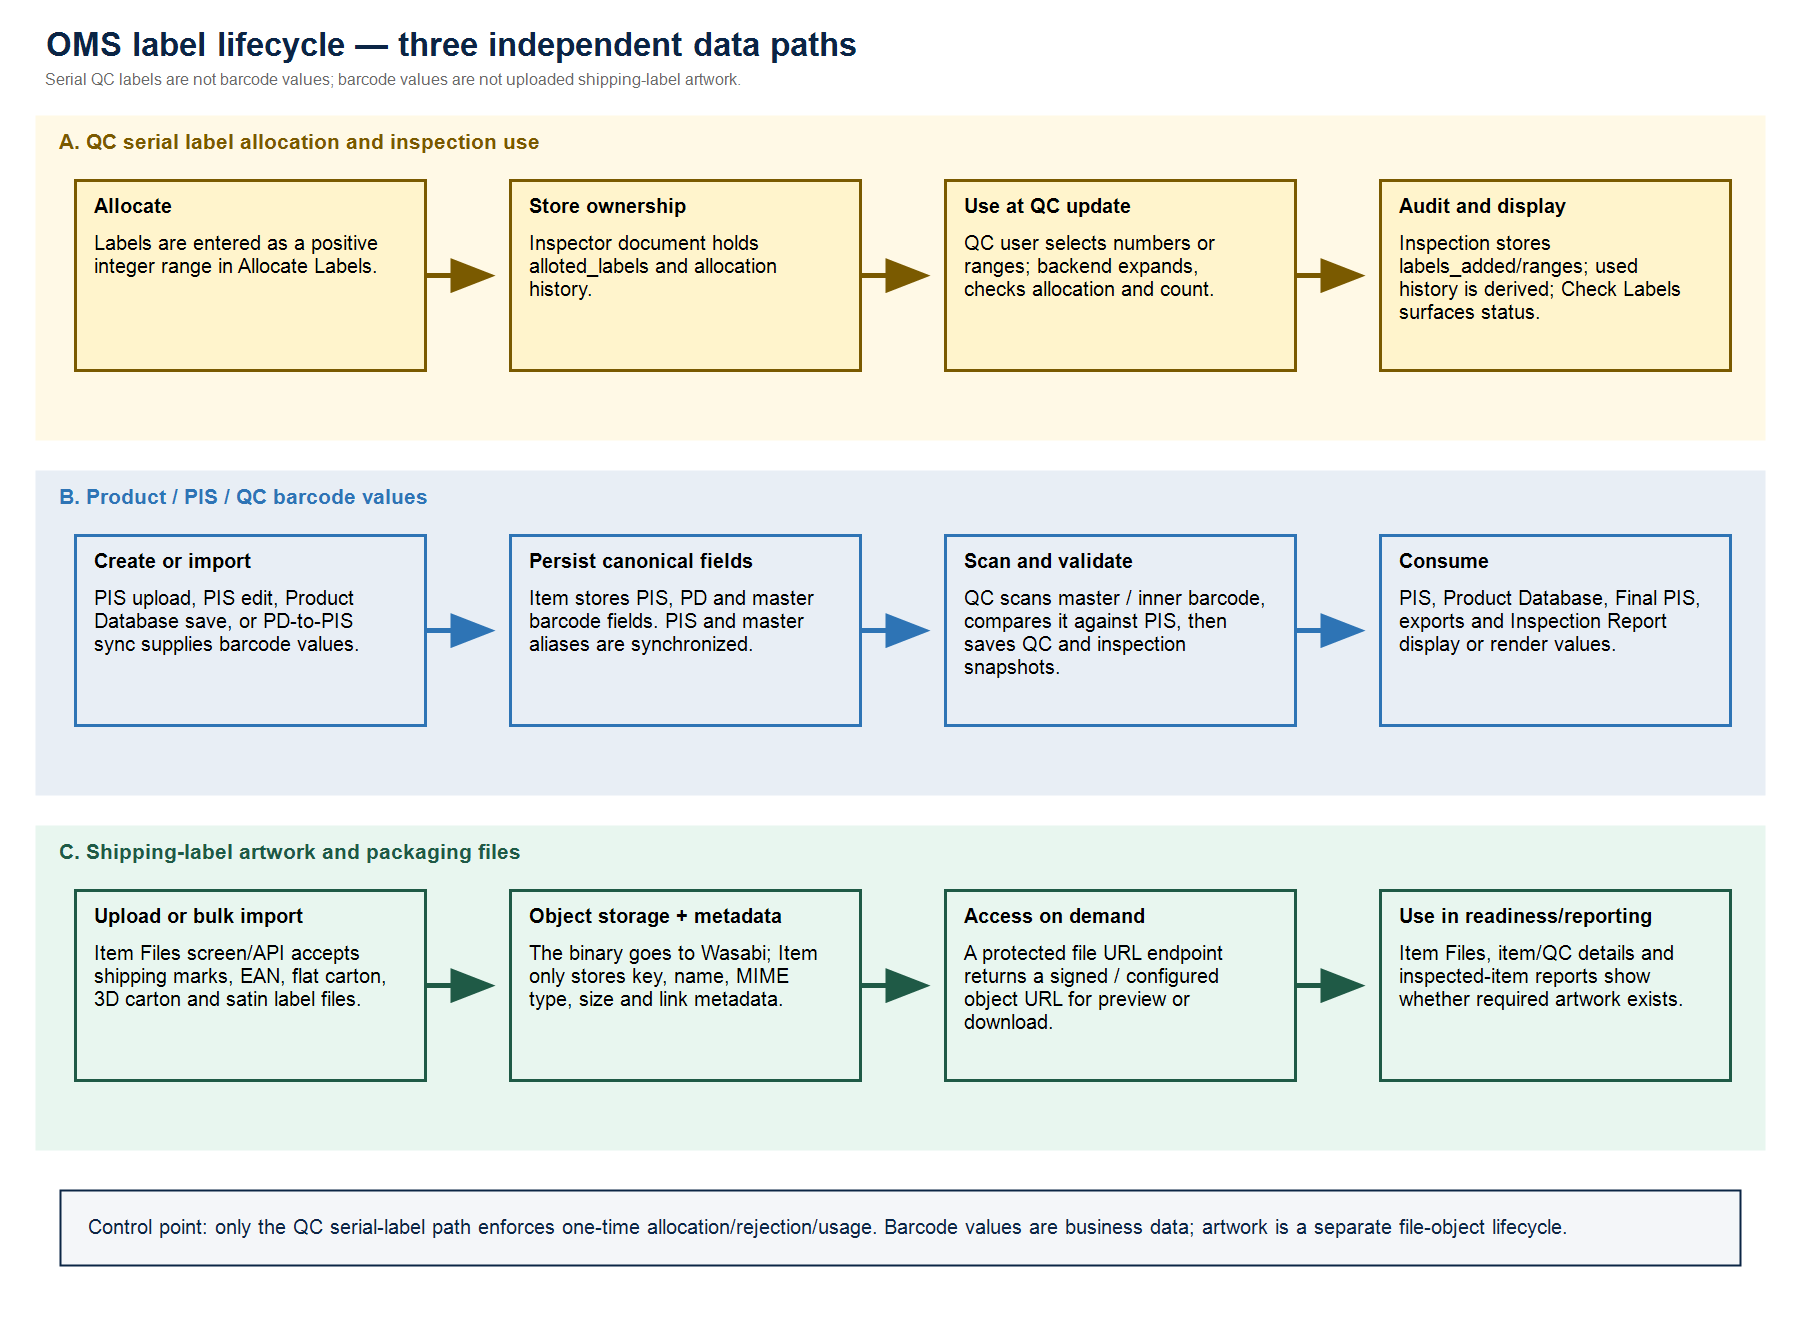 OMS label lifecycle — three independent data paths
Serial QC labels are not barcode values; barcode values are not uploaded shipping-label artwork.
A. QC serial label allocation and inspection use
Allocate
Labels are entered as a positive
integer range in Allocate Labels.
Store ownership
Inspector document holds
alloted_labels and allocation
history.
Use at QC update
QC user selects numbers or
ranges; backend expands,
checks allocation and count.
Audit and display
Inspection stores
labels_added/ranges; used
history is derived; Check Labels
surfaces status.
B. Product / PIS / QC barcode values
Create or import
PIS upload, PIS edit, Product
Database save, or PD-to-PIS
sync supplies barcode values.
Persist canonical fields
Item stores PIS, PD and master
barcode fields. PIS and master
aliases are synchronized.
Scan and validate
QC scans master / inner barcode,
compares it against PIS, then
saves QC and inspection
snapshots.
Consume
PIS, Product Database, Final PIS,
exports and Inspection Report
display or render values.
C. Shipping-label artwork and packaging files
Upload or bulk import
Item Files screen/API accepts
shipping marks, EAN, flat carton,
3D carton and satin label files.
Object storage + metadata
The binary goes to Wasabi; Item
only stores key, name, MIME
type, size and link metadata.
Access on demand
A protected file URL endpoint
returns a signed / configured
object URL for preview or
download.
Use in readiness/reporting
Item Files, item/QC details and
inspected-item reports show
whether required artwork exists.
Control point: only the QC serial-label path enforces one-time allocation/rejection/usage. Barcode values are business data; artwork is a separate file-object lifecycle.